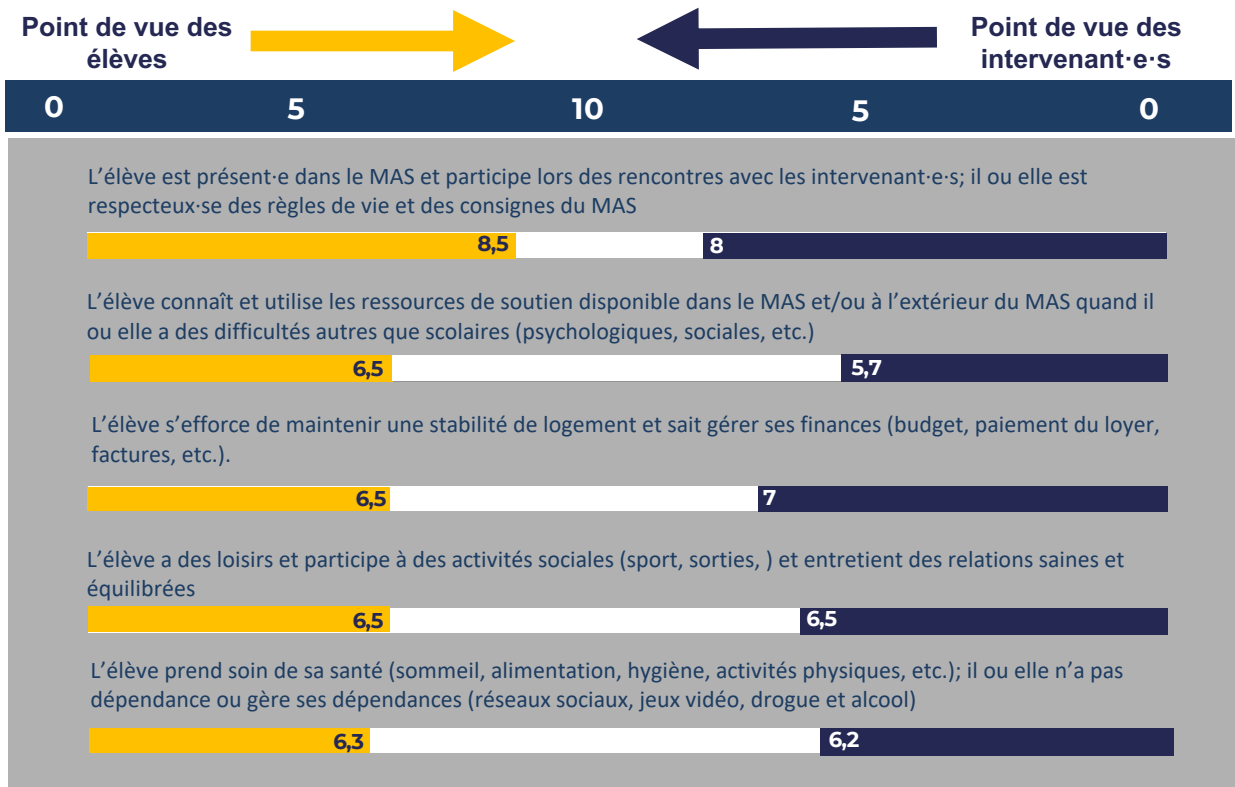 Point de vue des
élèves
Point de vue des
intervenant·e·s
0 5 10 5 0
L'élève est présent·e dans le MAS et participe lors des rencontres avec les intervenant·e·s; il ou elle est
respecteux·se des règles de vie et des consignes du MAS
8,5 8
L'élève connaît et utilise les ressources de soutien disponible dans le MAS et/ou à l'extérieur du MAS quand il
ou elle a des difficultés autres que scolaires (psychologiques, sociales, etc.)
6,5 5,7
L'élève s'efforce de maintenir une stabilité de logement et sait gérer ses finances (budget, paiement du loyer,
factures, etc.).
6,5 7
L'élève a des loisirs et participe à des activités sociales (sport, sorties, ) et entretient des relations saines et
équilibrées
6,5 6,5
L'élève prend soin de sa santé (sommeil, alimentation, hygiène, activités physiques, etc.); il ou elle n'a pas
dépendance ou gère ses dépendances (réseaux sociaux, jeux vidéo, drogue et alcool)
6,3 6,2